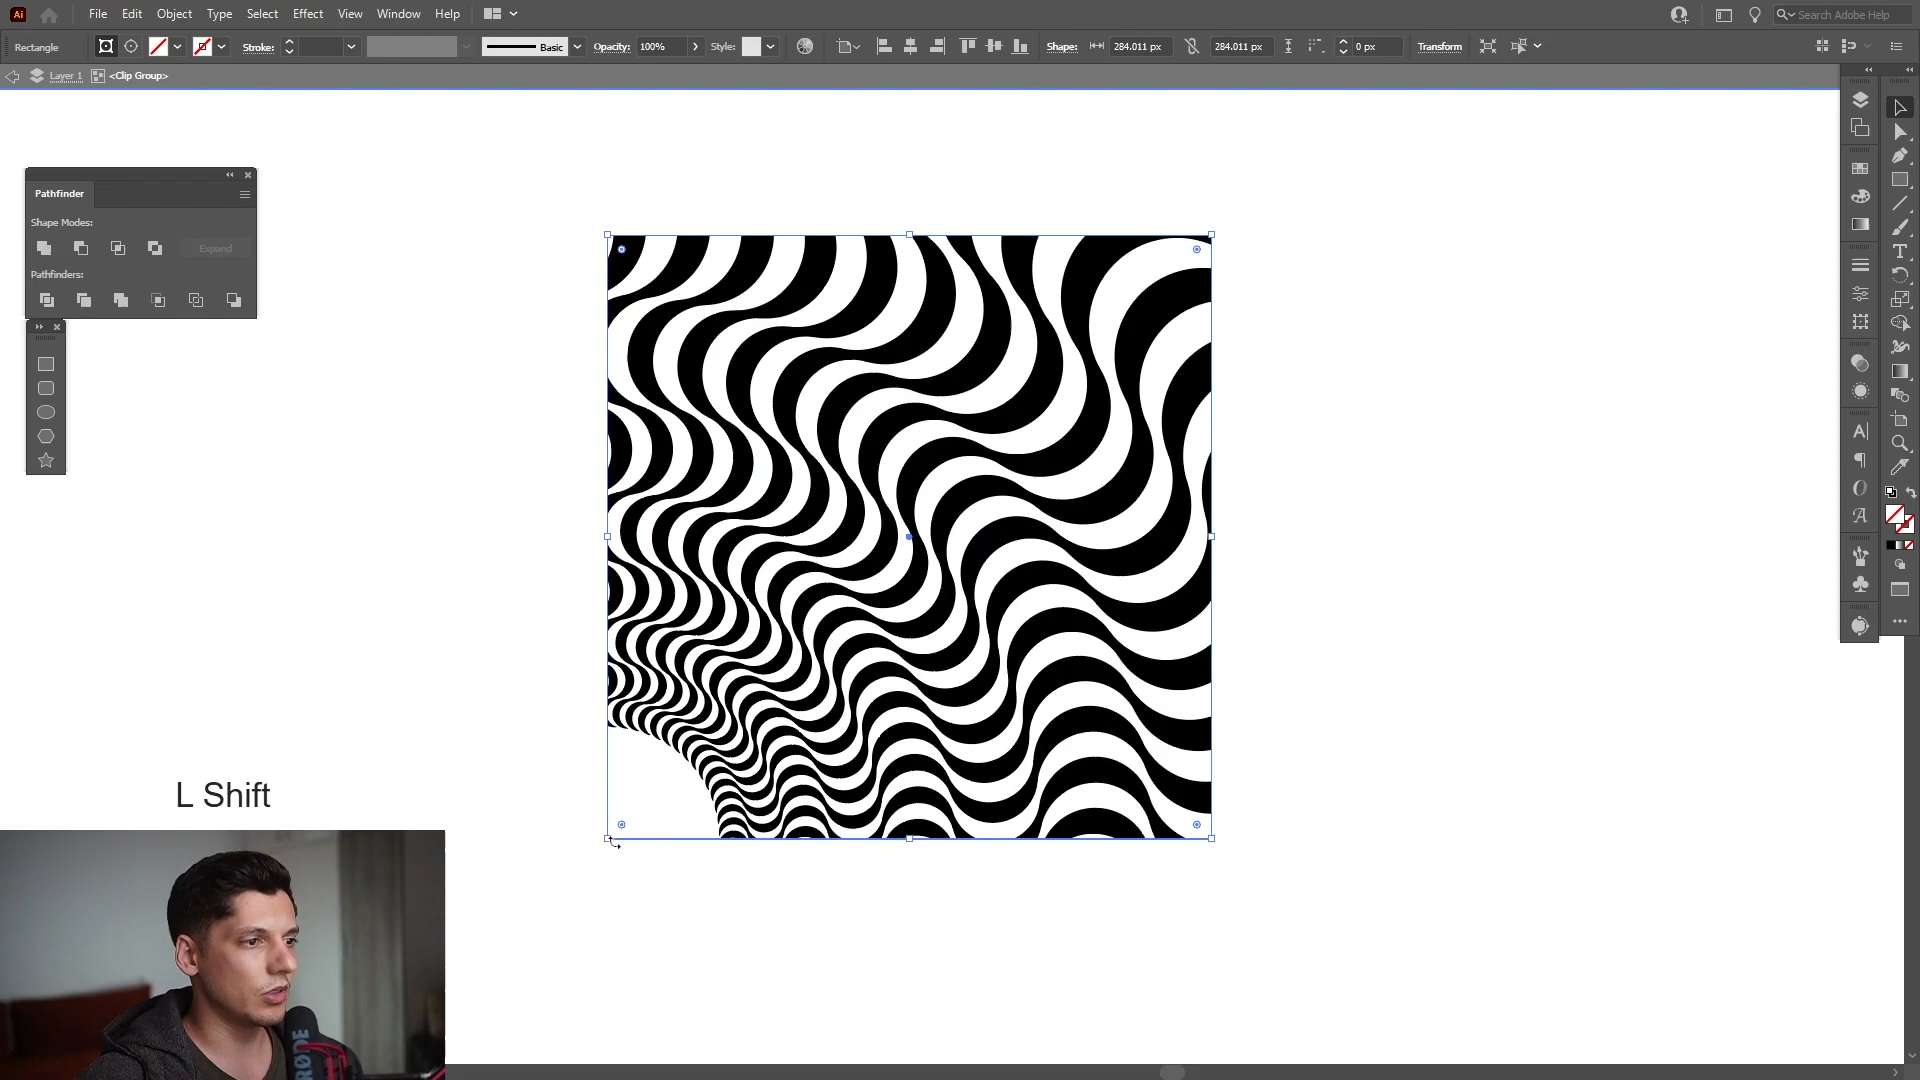 Ai File Edit Object Type Select Effect View Window Help Search Adobe Help
Rectangle Stroke: Basic Opacity: 100% Style: Shape: 284.011 px 284.011 px 0 px Transform
Layer 1 <Clip Group>
Pathfinder
Shape Modes:
Expand
Pathfinders:
L Shift
RØDE